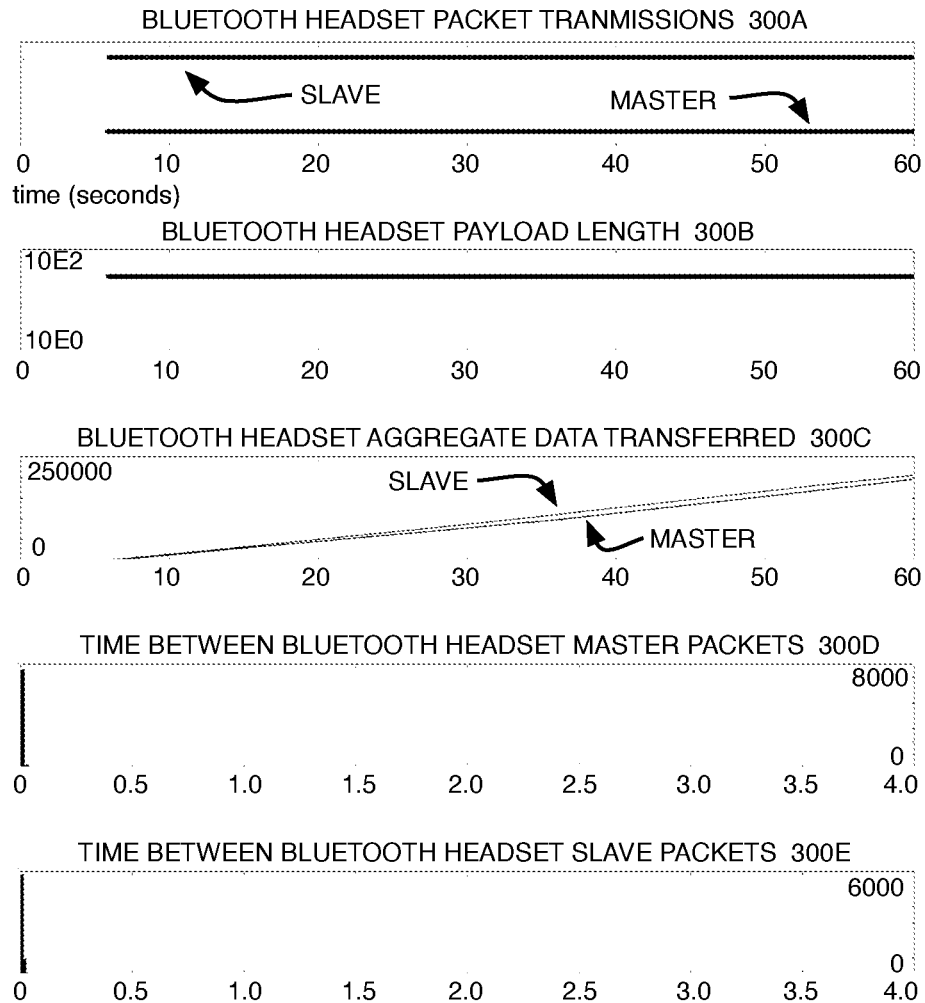 BLUETOOTH HEADSET PACKET TRANMISSIONS 300A
SLAVE
MASTER
0 10 20 30 40 50 60
time (seconds)
BLUETOOTH HEADSET PAYLOAD LENGTH 300B
10E2
10E0
0 10 20 30 40 50 60
BLUETOOTH HEADSET AGGREGATE DATA TRANSFERRED 300C
250000
SLAVE
MASTER
0
0 10 20 30 40 50 60
TIME BETWEEN BLUETOOTH HEADSET MASTER PACKETS 300D
8000
0
0 0.5 1.0 1.5 2.0 2.5 3.0 3.5 4.0
TIME BETWEEN BLUETOOTH HEADSET SLAVE PACKETS 300E
6000
0
0 0.5 1.0 1.5 2.0 2.5 3.0 3.5 4.0